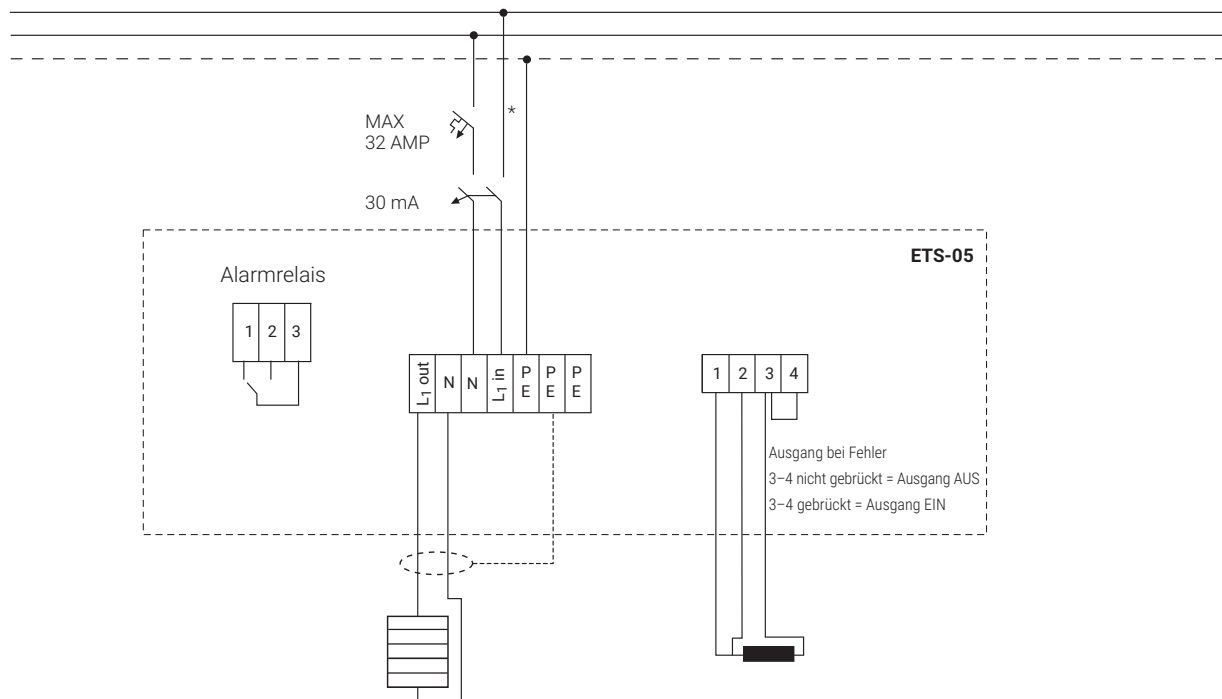 *
MAX
32 AMP
30 mA
ETS-05
Alarmrelais
1 2 3
L1 out N N L1 in PE PE PE
1 2 3 4
Ausgang bei Fehler
3–4 nicht gebrückt = Ausgang AUS
3–4 gebrückt = Ausgang EIN